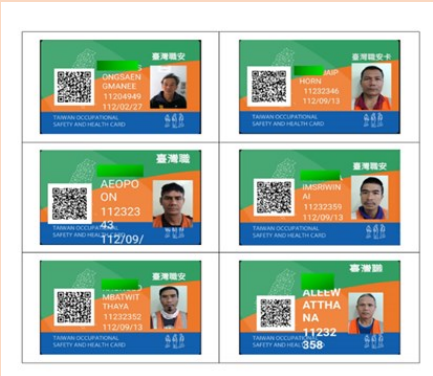 臺灣職安
ONGSAEN
GMANEE
11204949
112/02/27
TAIWAN OCCUPATIONAL
SAFETY AND HEALTH CARD
臺灣職安卡
HORN
11232346
112/09/13
TAIWAN OCCUPATIONAL
SAFETY AND HEALTH CARD
臺灣職
AEOPO
ON
112323
43
112/09/
TAIWAN OCCUPATIONAL
SAFETY AND HEALTH CARD
臺灣職安
IMSRIWIN
AI
11232359
112/09/13
TAIWAN OCCUPATIONAL
SAFETY AND HEALTH CARD
臺灣職安
MBATWIT
THAYA
11232352
112/09/13
TAIWAN OCCUPATIONAL
SAFETY AND HEALTH CARD
臺灣
ALEEW
ATTHA
NA
11232
358
TAIWAN OCCUPATIONAL
SAFETY AND HEALTH